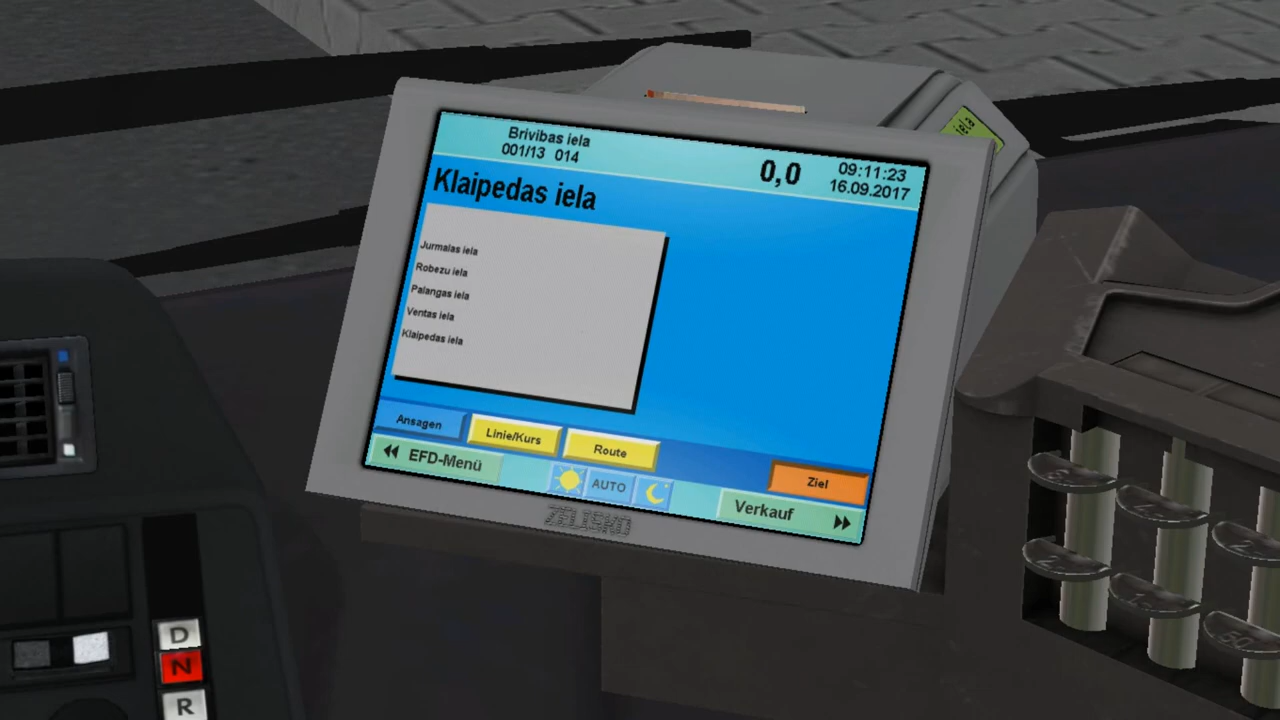 Brivibas iela
001/13 014
0,0
09:11:23
16.09.2017
Klaipedas iela
Jurmalas iela
Robezu iela
Palangas iela
Ventas iela
Klaipedas iela
Ansagen
Linie/Kurs
Route
Ziel
EFD-Menü
AUTO
Verkauf
ZELISKO
D
N
R